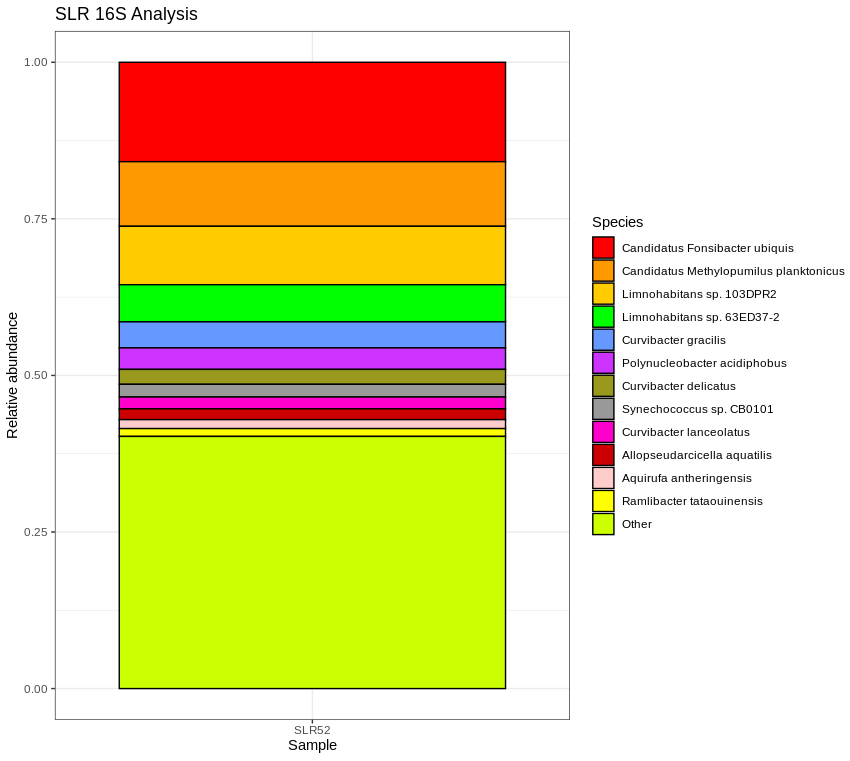 SLR 16S Analysis
1.00
0.75
0.50
0.25
0.00
Relative abundance
SLR52
Sample
Species
Candidatus Fonsibacter ubiquis
Candidatus Methylopumilus planktonicus
Limnohabitans sp. 103DPR2
Limnohabitans sp. 63ED37-2
Curvibacter gracilis
Polynucleobacter acidiphobus
Curvibacter delicatus
Synechococcus sp. CB0101
Curvibacter lanceolatus
Allopseudarcicella aquatilis
Aquirufa antheringensis
Ramlibacter tataouinensis
Other